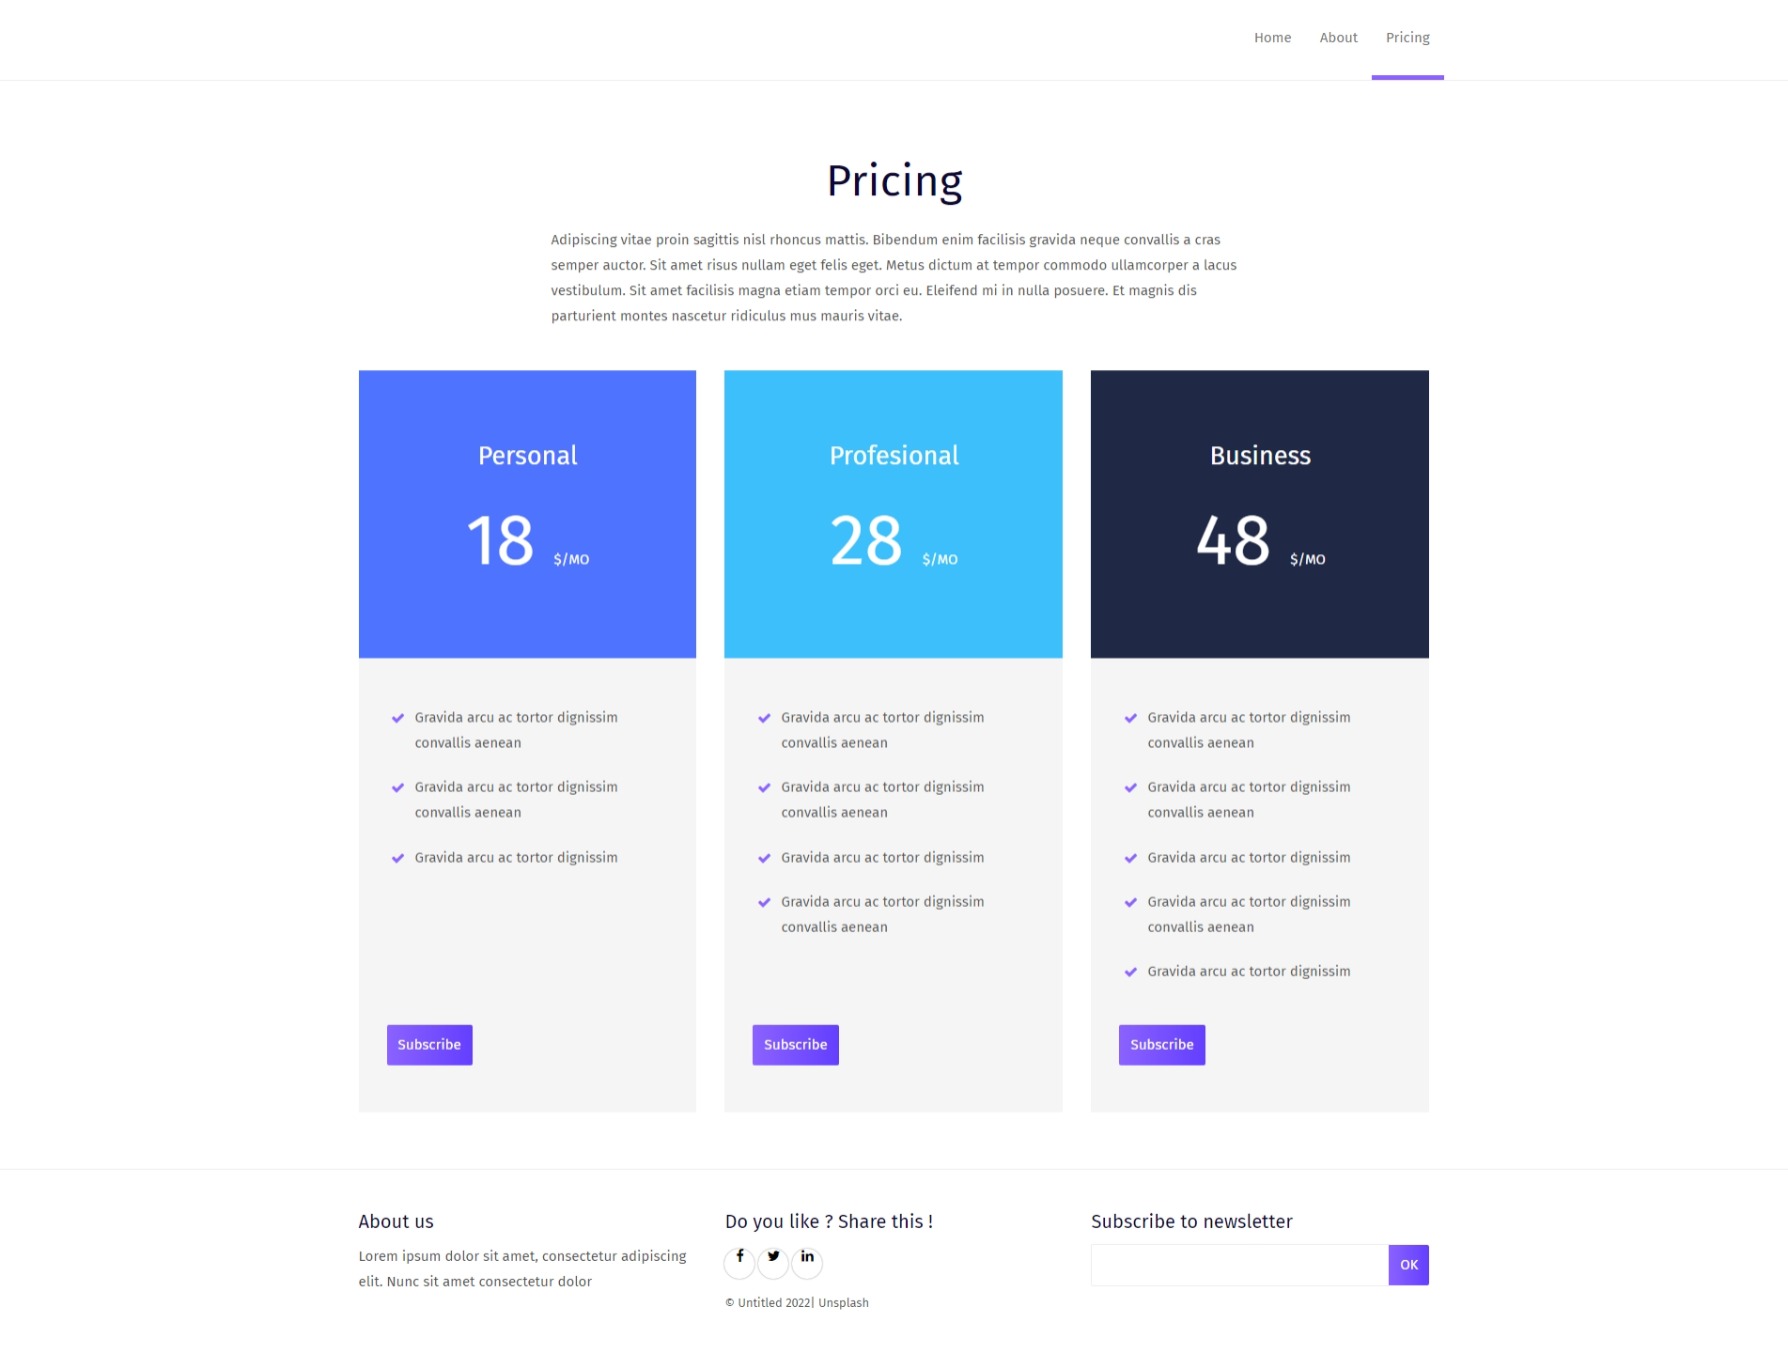 Home About Pricing
Pricing
Adipiscing vitae proin sagittis nisl rhoncus mattis. Bibendum enim facilisis gravida neque convallis a cras
semper auctor. Sit amet risus nullam eget felis eget. Metus dictum at tempor commodo ullamcorper a lacus
vestibulum. Sit amet facilisis magna etiam tempor orci eu. Eleifend mi in nulla posuere. Et magnis dis
parturient montes nascetur ridiculus mus mauris vitae.
Personal
18 $/MO
Gravida arcu ac tortor dignissim
convallis aenean
Gravida arcu ac tortor dignissim
convallis aenean
Gravida arcu ac tortor dignissim
Subscribe
Profesional
28 $/MO
Gravida arcu ac tortor dignissim
convallis aenean
Gravida arcu ac tortor dignissim
convallis aenean
Gravida arcu ac tortor dignissim
Gravida arcu ac tortor dignissim
convallis aenean
Subscribe
Business
48 $/MO
Gravida arcu ac tortor dignissim
convallis aenean
Gravida arcu ac tortor dignissim
convallis aenean
Gravida arcu ac tortor dignissim
Gravida arcu ac tortor dignissim
convallis aenean
Gravida arcu ac tortor dignissim
Subscribe
About us
Lorem ipsum dolor sit amet, consectetur adipiscing
elit. Nunc sit amet consectetur dolor
Do you like ? Share this !
© Untitled 2022| Unsplash
Subscribe to newsletter
OK